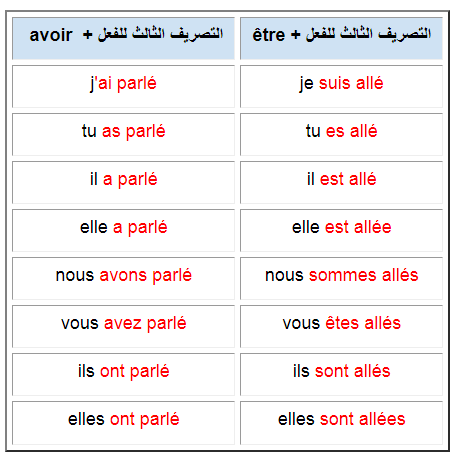 avoir + التصريف الثالث للفعل
être + التصريف الثالث للفعل
j'ai parlé
je suis allé
tu as parlé
tu es allé
il a parlé
il est allé
elle a parlé
elle est allée
nous avons parlé
nous sommes allés
vous avez parlé
vous êtes allés
ils ont parlé
ils sont allés
elles ont parlé
elles sont allées